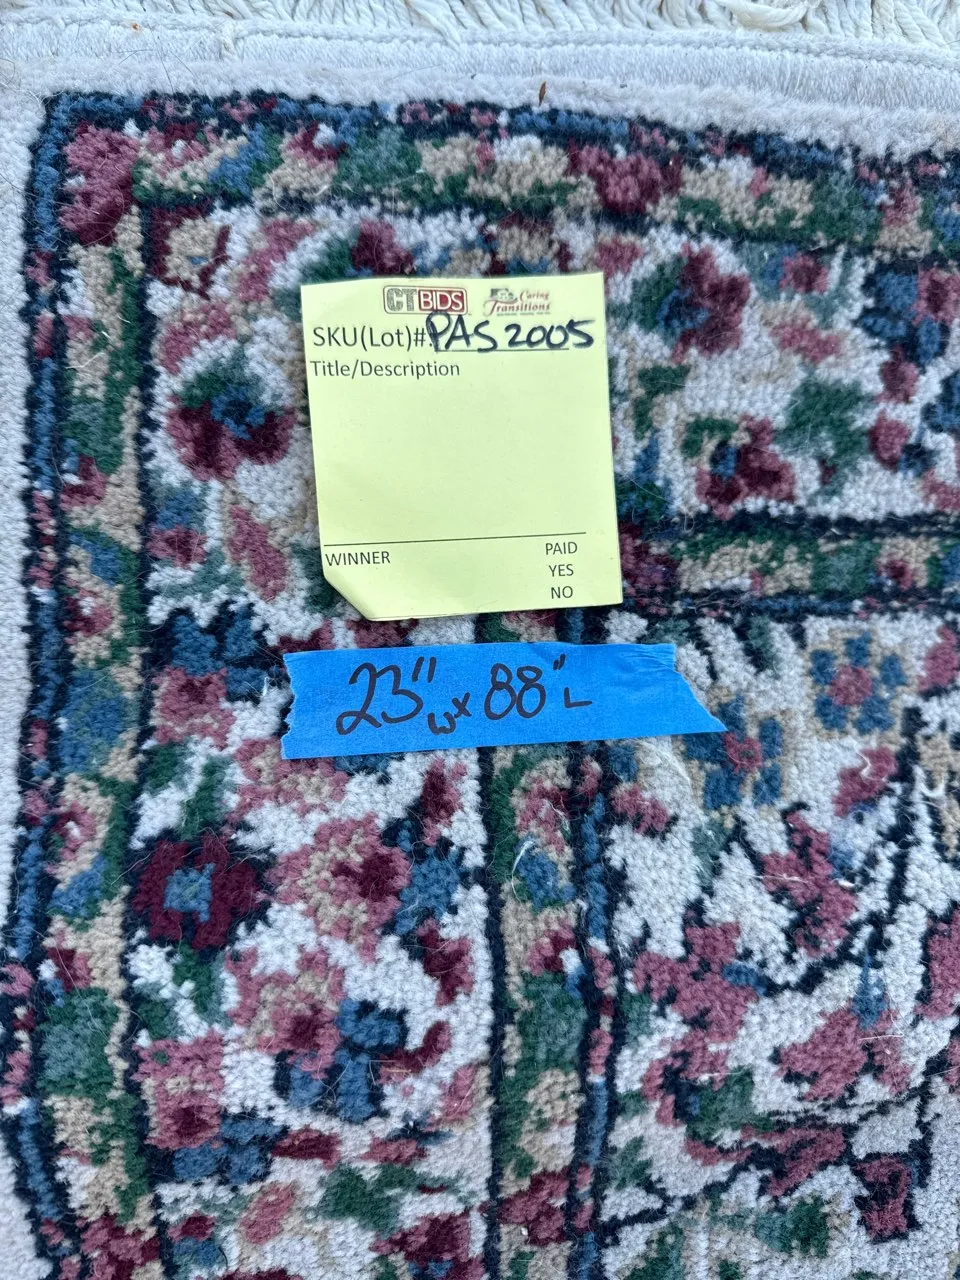 CTBIDS Caring Transitions
SKU(Lot)#: PAS2005
Title/Description
WINNER PAID
YES
NO
23"W x 88"L